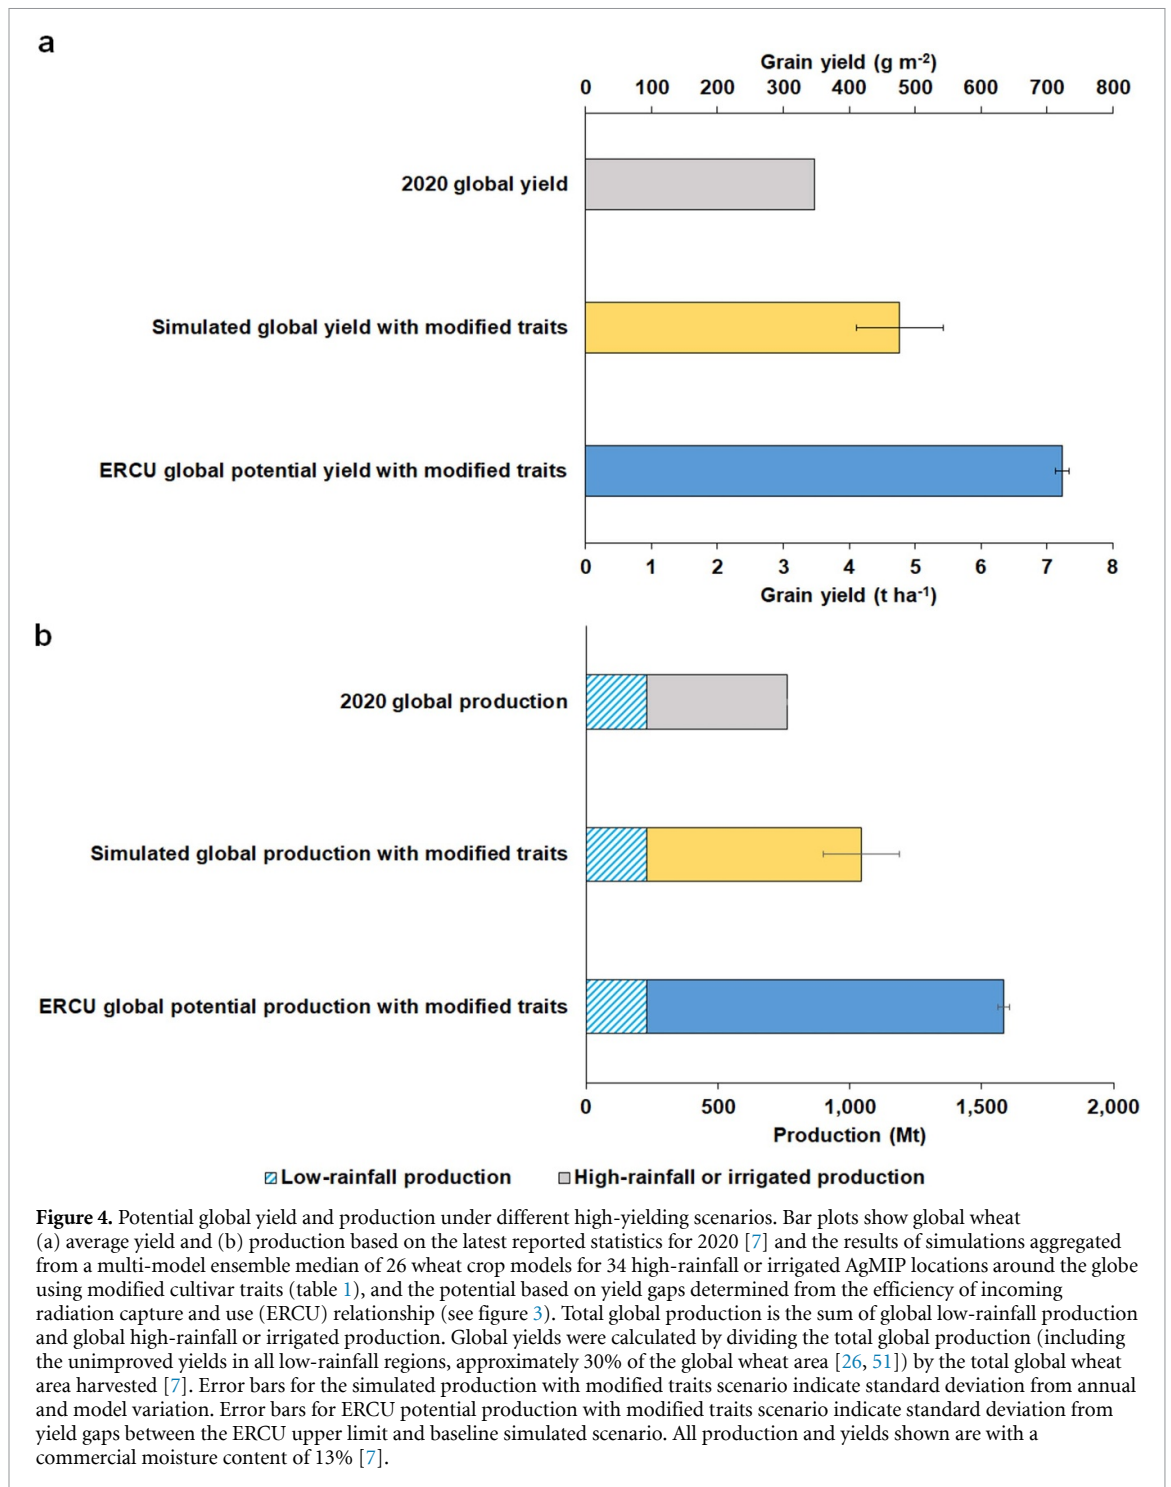 a
Grain yield (g m⁻²)
0 100 200 300 400 500 600 700 800
2020 global yield
Simulated global yield with modified traits
ERCU global potential yield with modified traits
0 1 2 3 4 5 6 7 8
Grain yield (t ha⁻¹)
b
2020 global production
Simulated global production with modified traits
ERCU global potential production with modified traits
0 500 1,000 1,500 2,000
Production (Mt)
Low-rainfall production High-rainfall or irrigated production
Figure 4. Potential global yield and production under different high-yielding scenarios. Bar plots show global wheat
(a) average yield and (b) production based on the latest reported statistics for 2020 [7] and the results of simulations aggregated
from a multi-model ensemble median of 26 wheat crop models for 34 high-rainfall or irrigated AgMIP locations around the globe
using modified cultivar traits (table 1), and the potential based on yield gaps determined from the efficiency of incoming
radiation capture and use (ERCU) relationship (see figure 3). Total global production is the sum of global low-rainfall production
and global high-rainfall or irrigated production. Global yields were calculated by dividing the total global production (including
the unimproved yields in all low-rainfall regions, approximately 30% of the global wheat area [26, 51]) by the total global wheat
area harvested [7]. Error bars for the simulated production with modified traits scenario indicate standard deviation from annual
and model variation. Error bars for ERCU potential production with modified traits scenario indicate standard deviation from
yield gaps between the ERCU upper limit and baseline simulated scenario. All production and yields shown are with a
commercial moisture content of 13% [7].